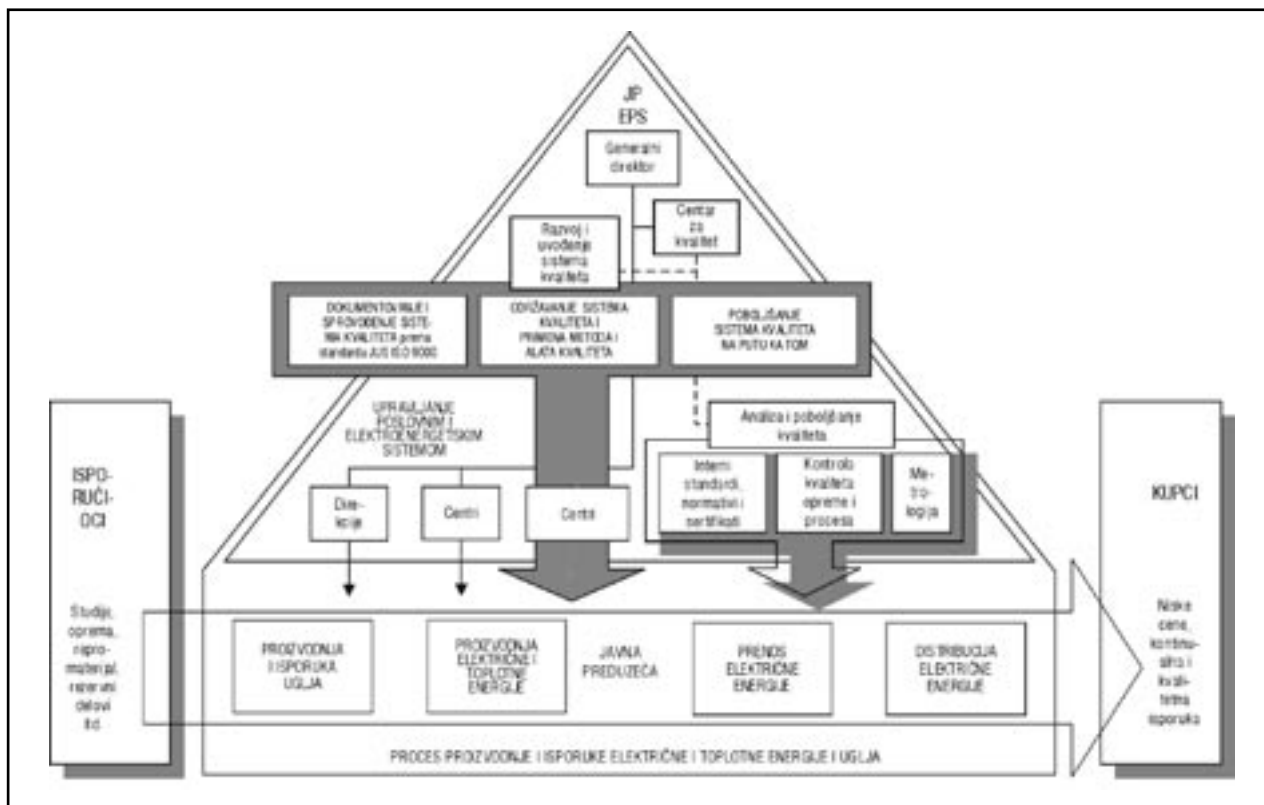 JP
EPS
Generalni
direktor
Centar
za
kvalitet
Razvoj i
uvođenje
sistema
kvaliteta
DOKUMENTOVANJE I
SPROVOĐENJE SISTE-
MA KVALITETA prema
standardu JUS ISO 9000
ODRŽAVANJE SISTEMA
KVALITETA I
PRIMENA METODA I
ALATA KVALITETA
POBOLJŠANJE
SISTEMA KVALITETA
NA PUTU KA TQM
UPRAVLJANJE
POSLOVNIM I
ELEKTROENERGETSKIM
SISTEMOM
Analiza i poboljšanje
kvaliteta
Dire-
kcije
Centri
Centri
Interni
standardi,
normativi i
sertifikati
Kontrola
kvaliteta
opreme i
procesa
Me-
tro-
logija
ISPO-
RUČI-
OCI
Studije,
oprema,
repro-
materijal,
rezervni
delovi
itd.
PROIZVODNJA
I ISPORUKA
UGLJA
PROIZVODNJA
ELEKTRIČNE I
TOPLOTNE
ENERGIJE
JAVNA
PREDUZEĆA
PRENOS
ELEKTRIČNE
ENERGIJE
DISTRIBUCIJA
ELEKTRIČNE
ENERGIJE
KUPCI
Niske
cene,
kontinu-
alna i
kvali-
tetna
isporuka
PROCES PROIZVODNJE I ISPORUKE ELEKTRIČNE I TOPLOTNE ENERGIJE I UGLJA